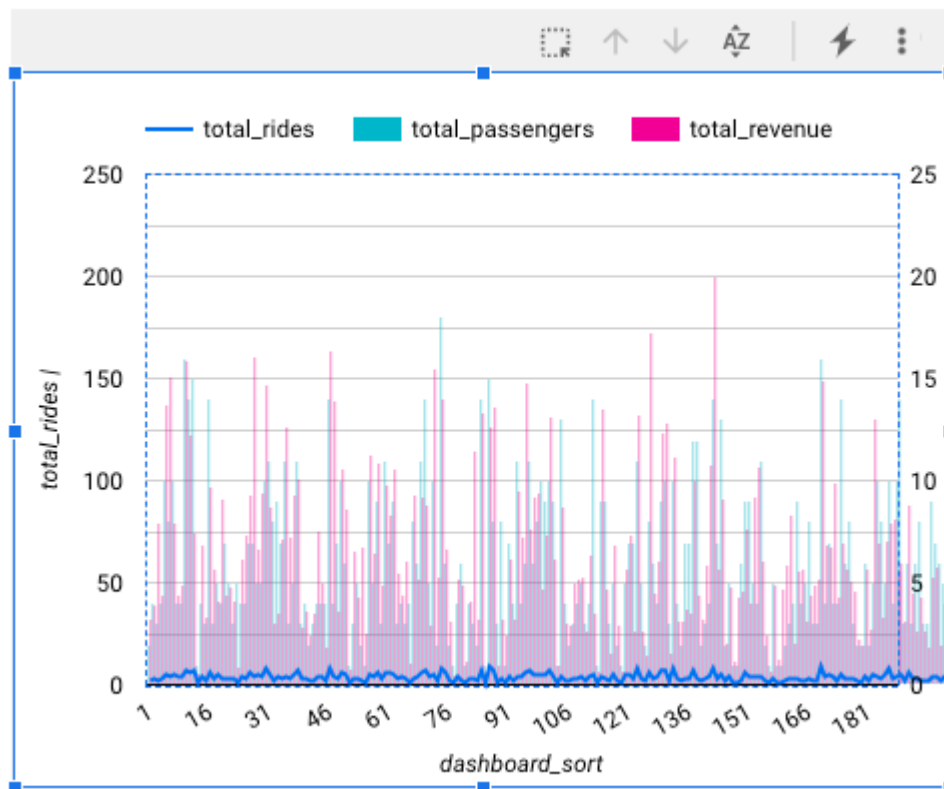 AZ
total_rides total_passengers total_revenue
250 25
200 20
150 15
100 10
50 5
0 0
total_rides |
1 16 31 46 61 76 91 106 121 136 151 166 181
dashboard_sort